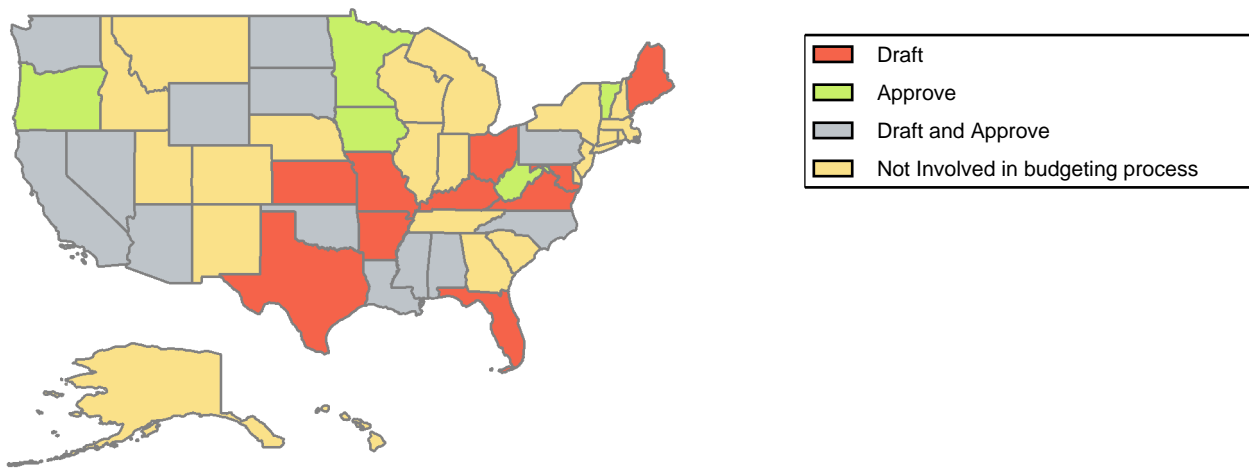 Draft
Approve
Draft and Approve
Not Involved in budgeting process